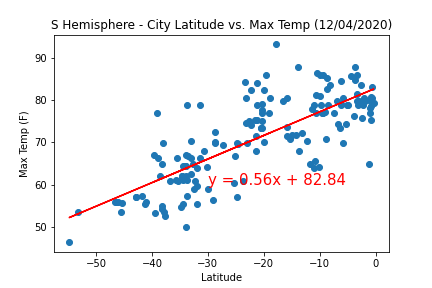 S Hemisphere - City Latitude vs. Max Temp (12/04/2020)
Max Temp (F)
90
80
70
60
50
y = 0.56x + 82.84
−50 −40 −30 −20 −10 0
Latitude